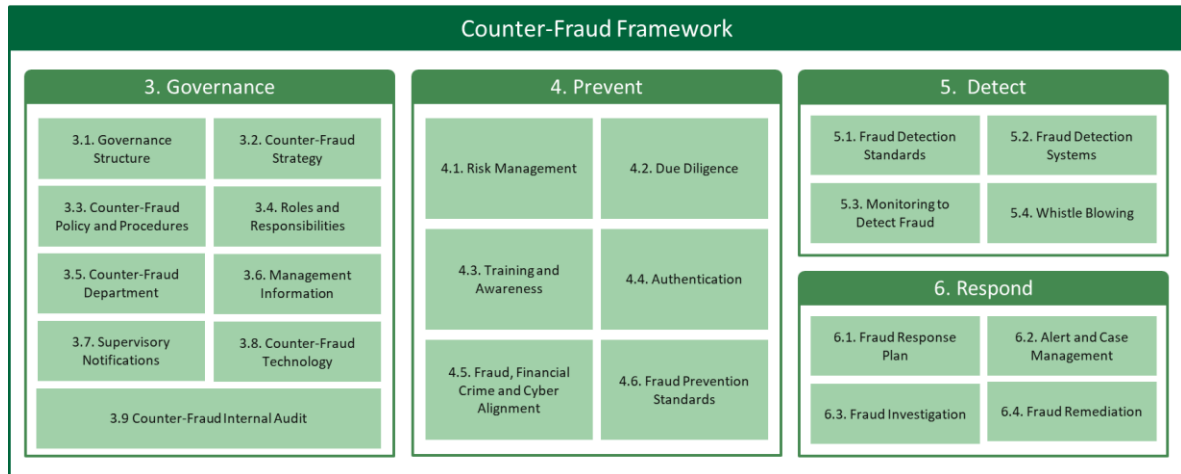 Counter-Fraud Framework
3. Governance
3.1. Governance
Structure
3.2. Counter-Fraud
Strategy
3.3. Counter-Fraud
Policy and Procedures
3.4. Roles and
Responsibilities
3.5. Counter-Fraud
Department
3.6. Management
Information
3.7. Supervisory
Notifications
3.8. Counter-Fraud
Technology
3.9 Counter-Fraud Internal Audit
4. Prevent
4.1. Risk Management
4.2. Due Diligence
4.3. Training and
Awareness
4.4. Authentication
4.5. Fraud, Financial
Crime and Cyber
Alignment
4.6. Fraud Prevention
Standards
5. Detect
5.1. Fraud Detection
Standards
5.2. Fraud Detection
Systems
5.3. Monitoring to
Detect Fraud
5.4. Whistle Blowing
6. Respond
6.1. Fraud Response
Plan
6.2. Alert and Case
Management
6.3. Fraud Investigation
6.4. Fraud Remediation